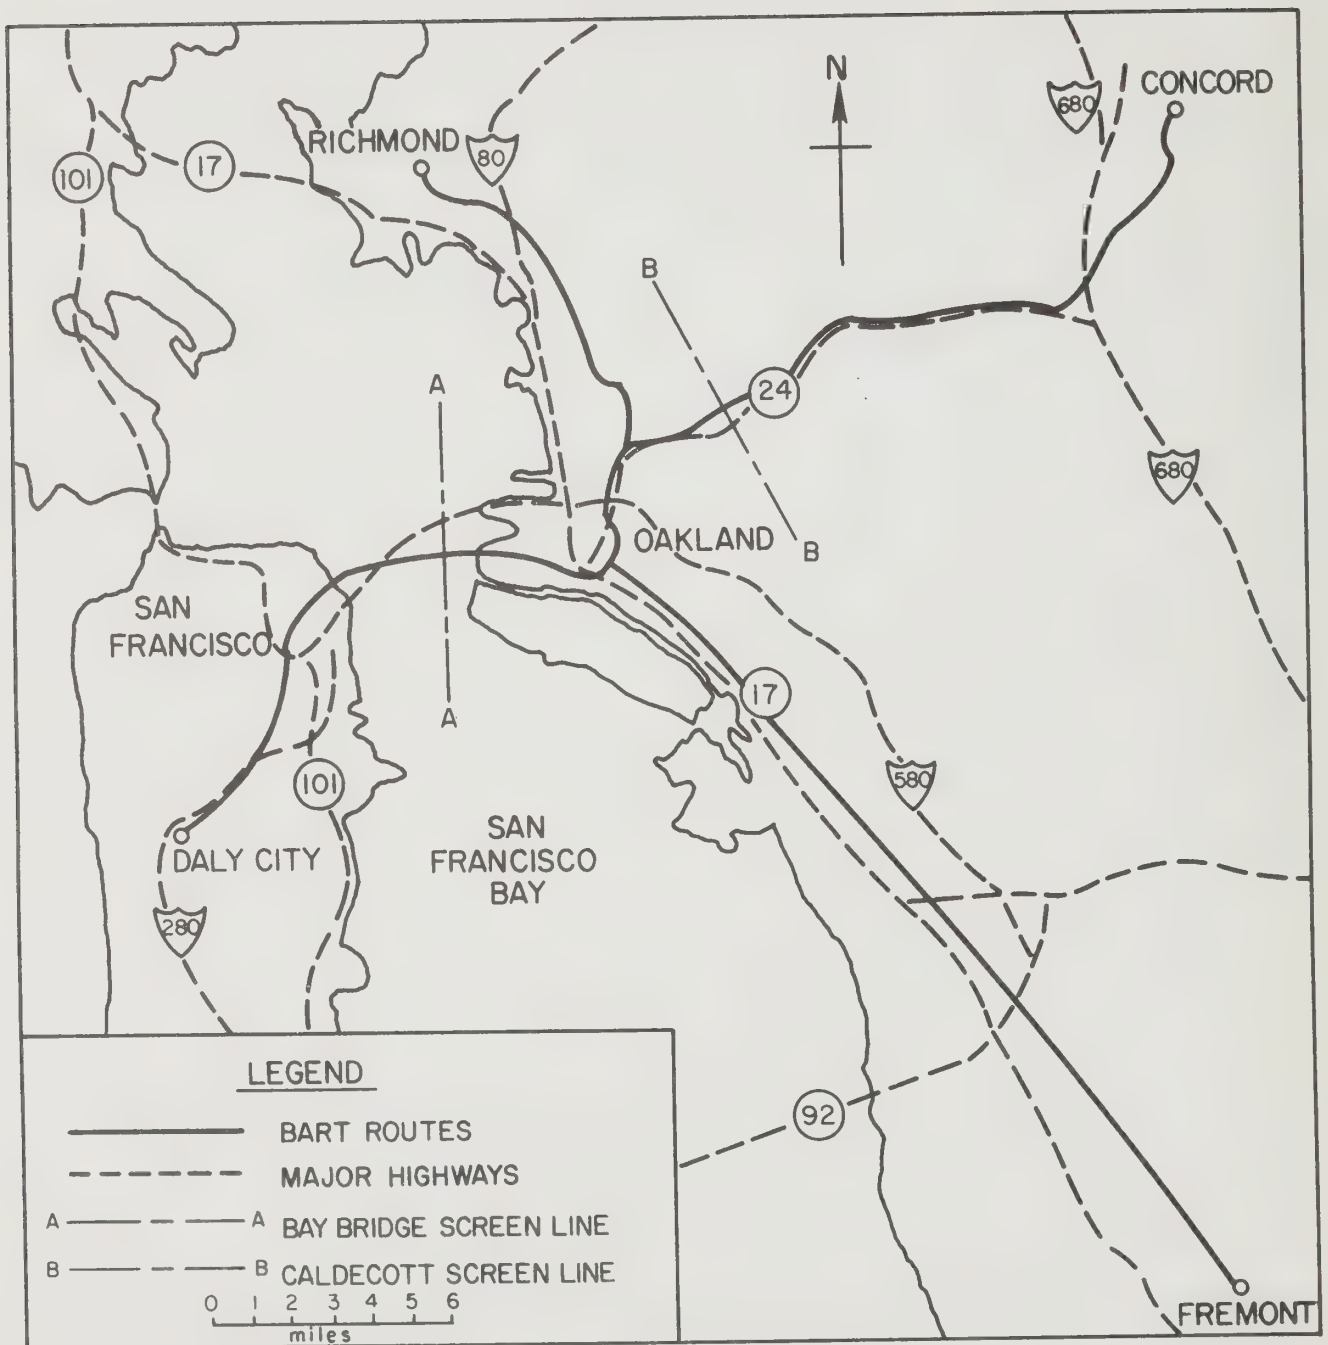 N
CONCORD
680
RICHMOND
80
17
101
B
A
24
680
OAKLAND
B
SAN
FRANCISCO
17
A
101
580
DALY CITY
SAN
FRANCISCO
BAY
280
LEGEND
BART ROUTES
MAJOR HIGHWAYS
A A BAY BRIDGE SCREEN LINE
B B CALDECOTT SCREEN LINE
0 1 2 3 4 5 6
miles
92
FREMONT